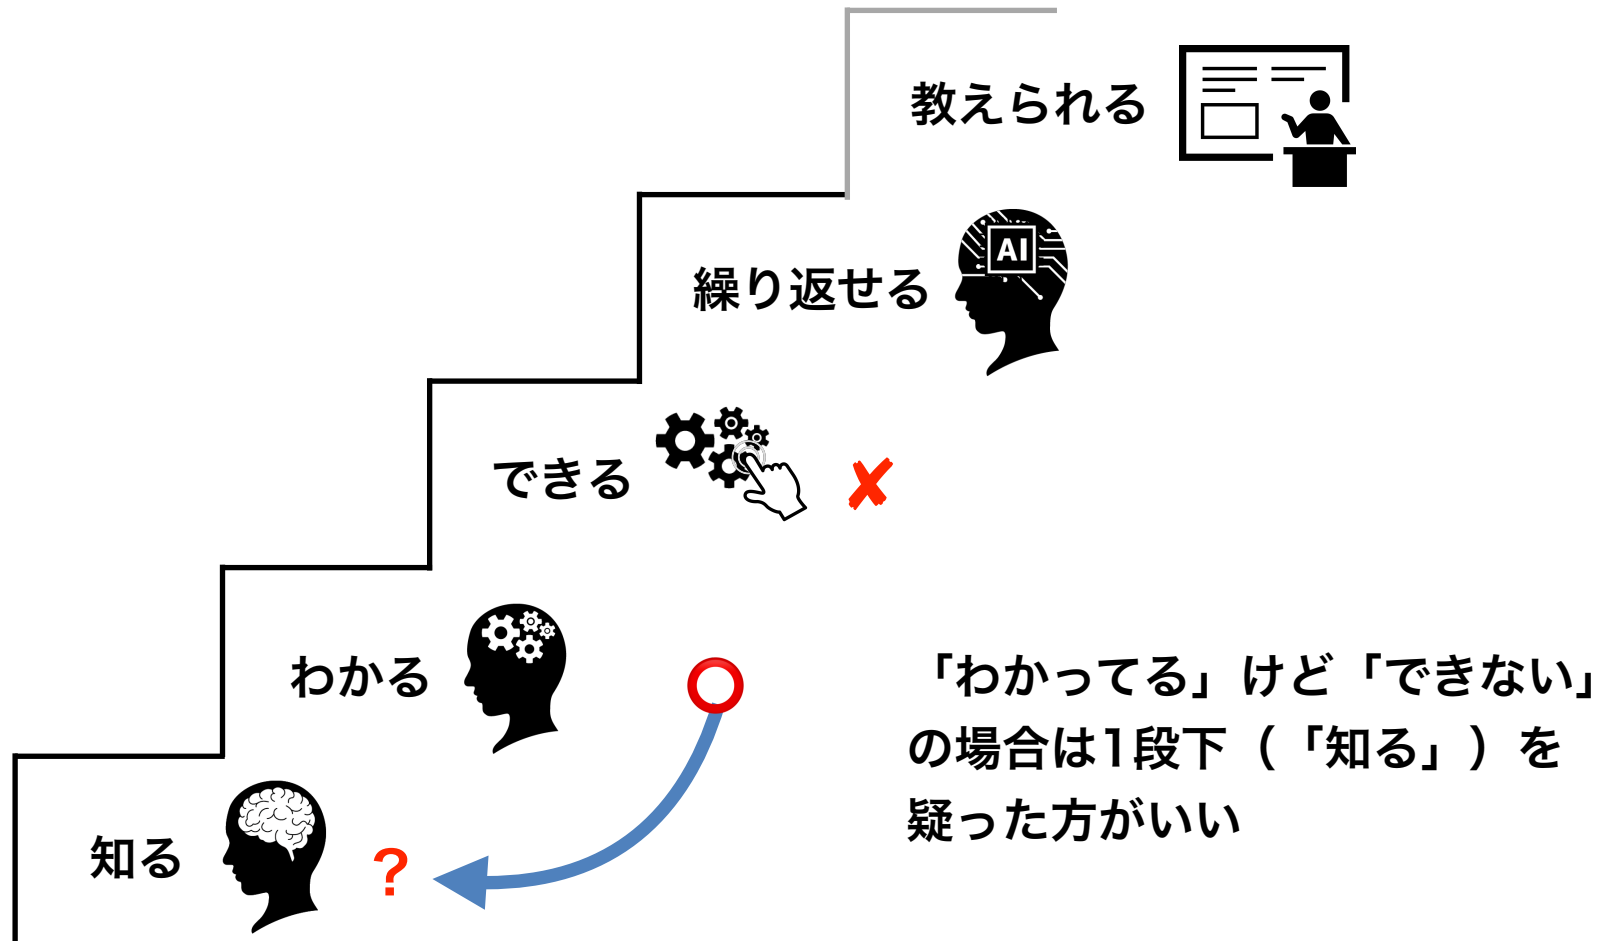 教えられる
AI
繰り返せる
できる
✘
わかる
「わかってる」けど「できない」
の場合は1段下（「知る」）を
疑った方がいい
知る
?